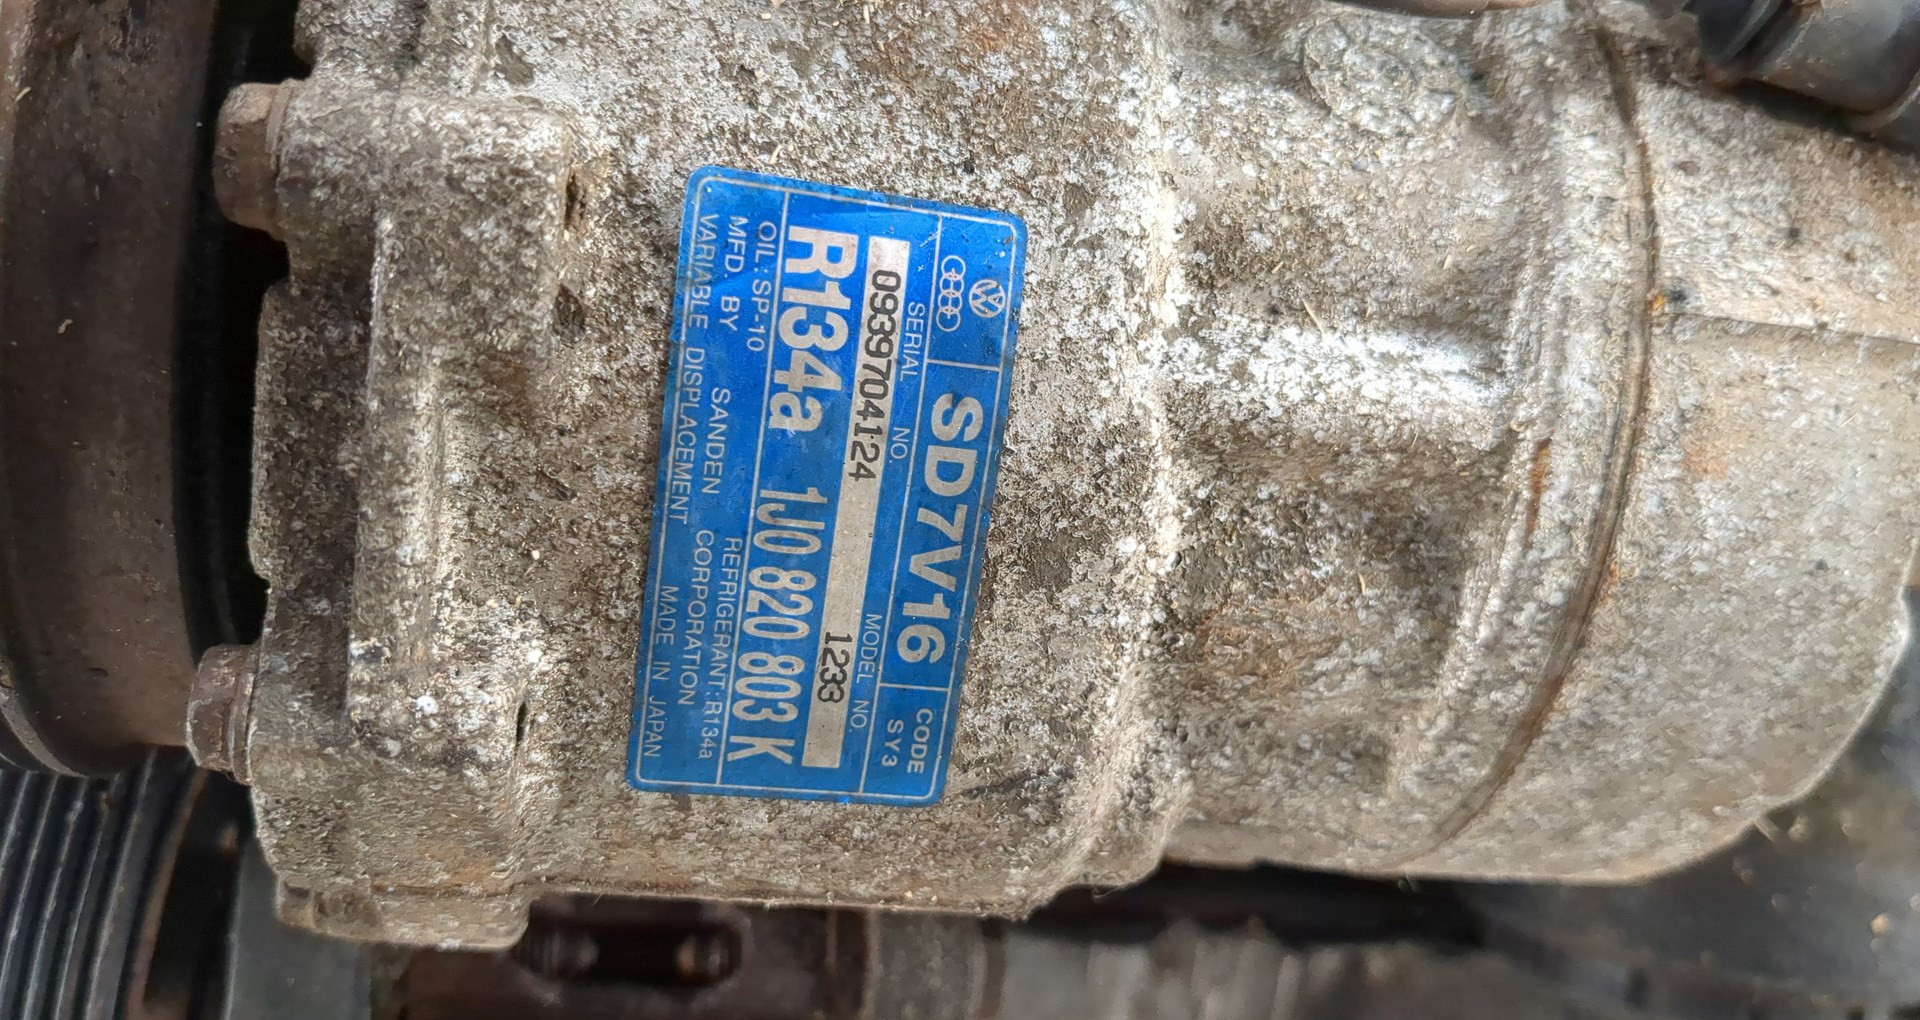 SD7V16
CODE
SY3
SERIAL NO.
MODEL NO.
0939704124
1233
R134a 1J0 820 803 K
OIL : SP-10
REFRIGERANT:R134a
MFD BY SANDEN CORPORATION
VARIABLE DISPLACEMENT MADE IN JAPAN